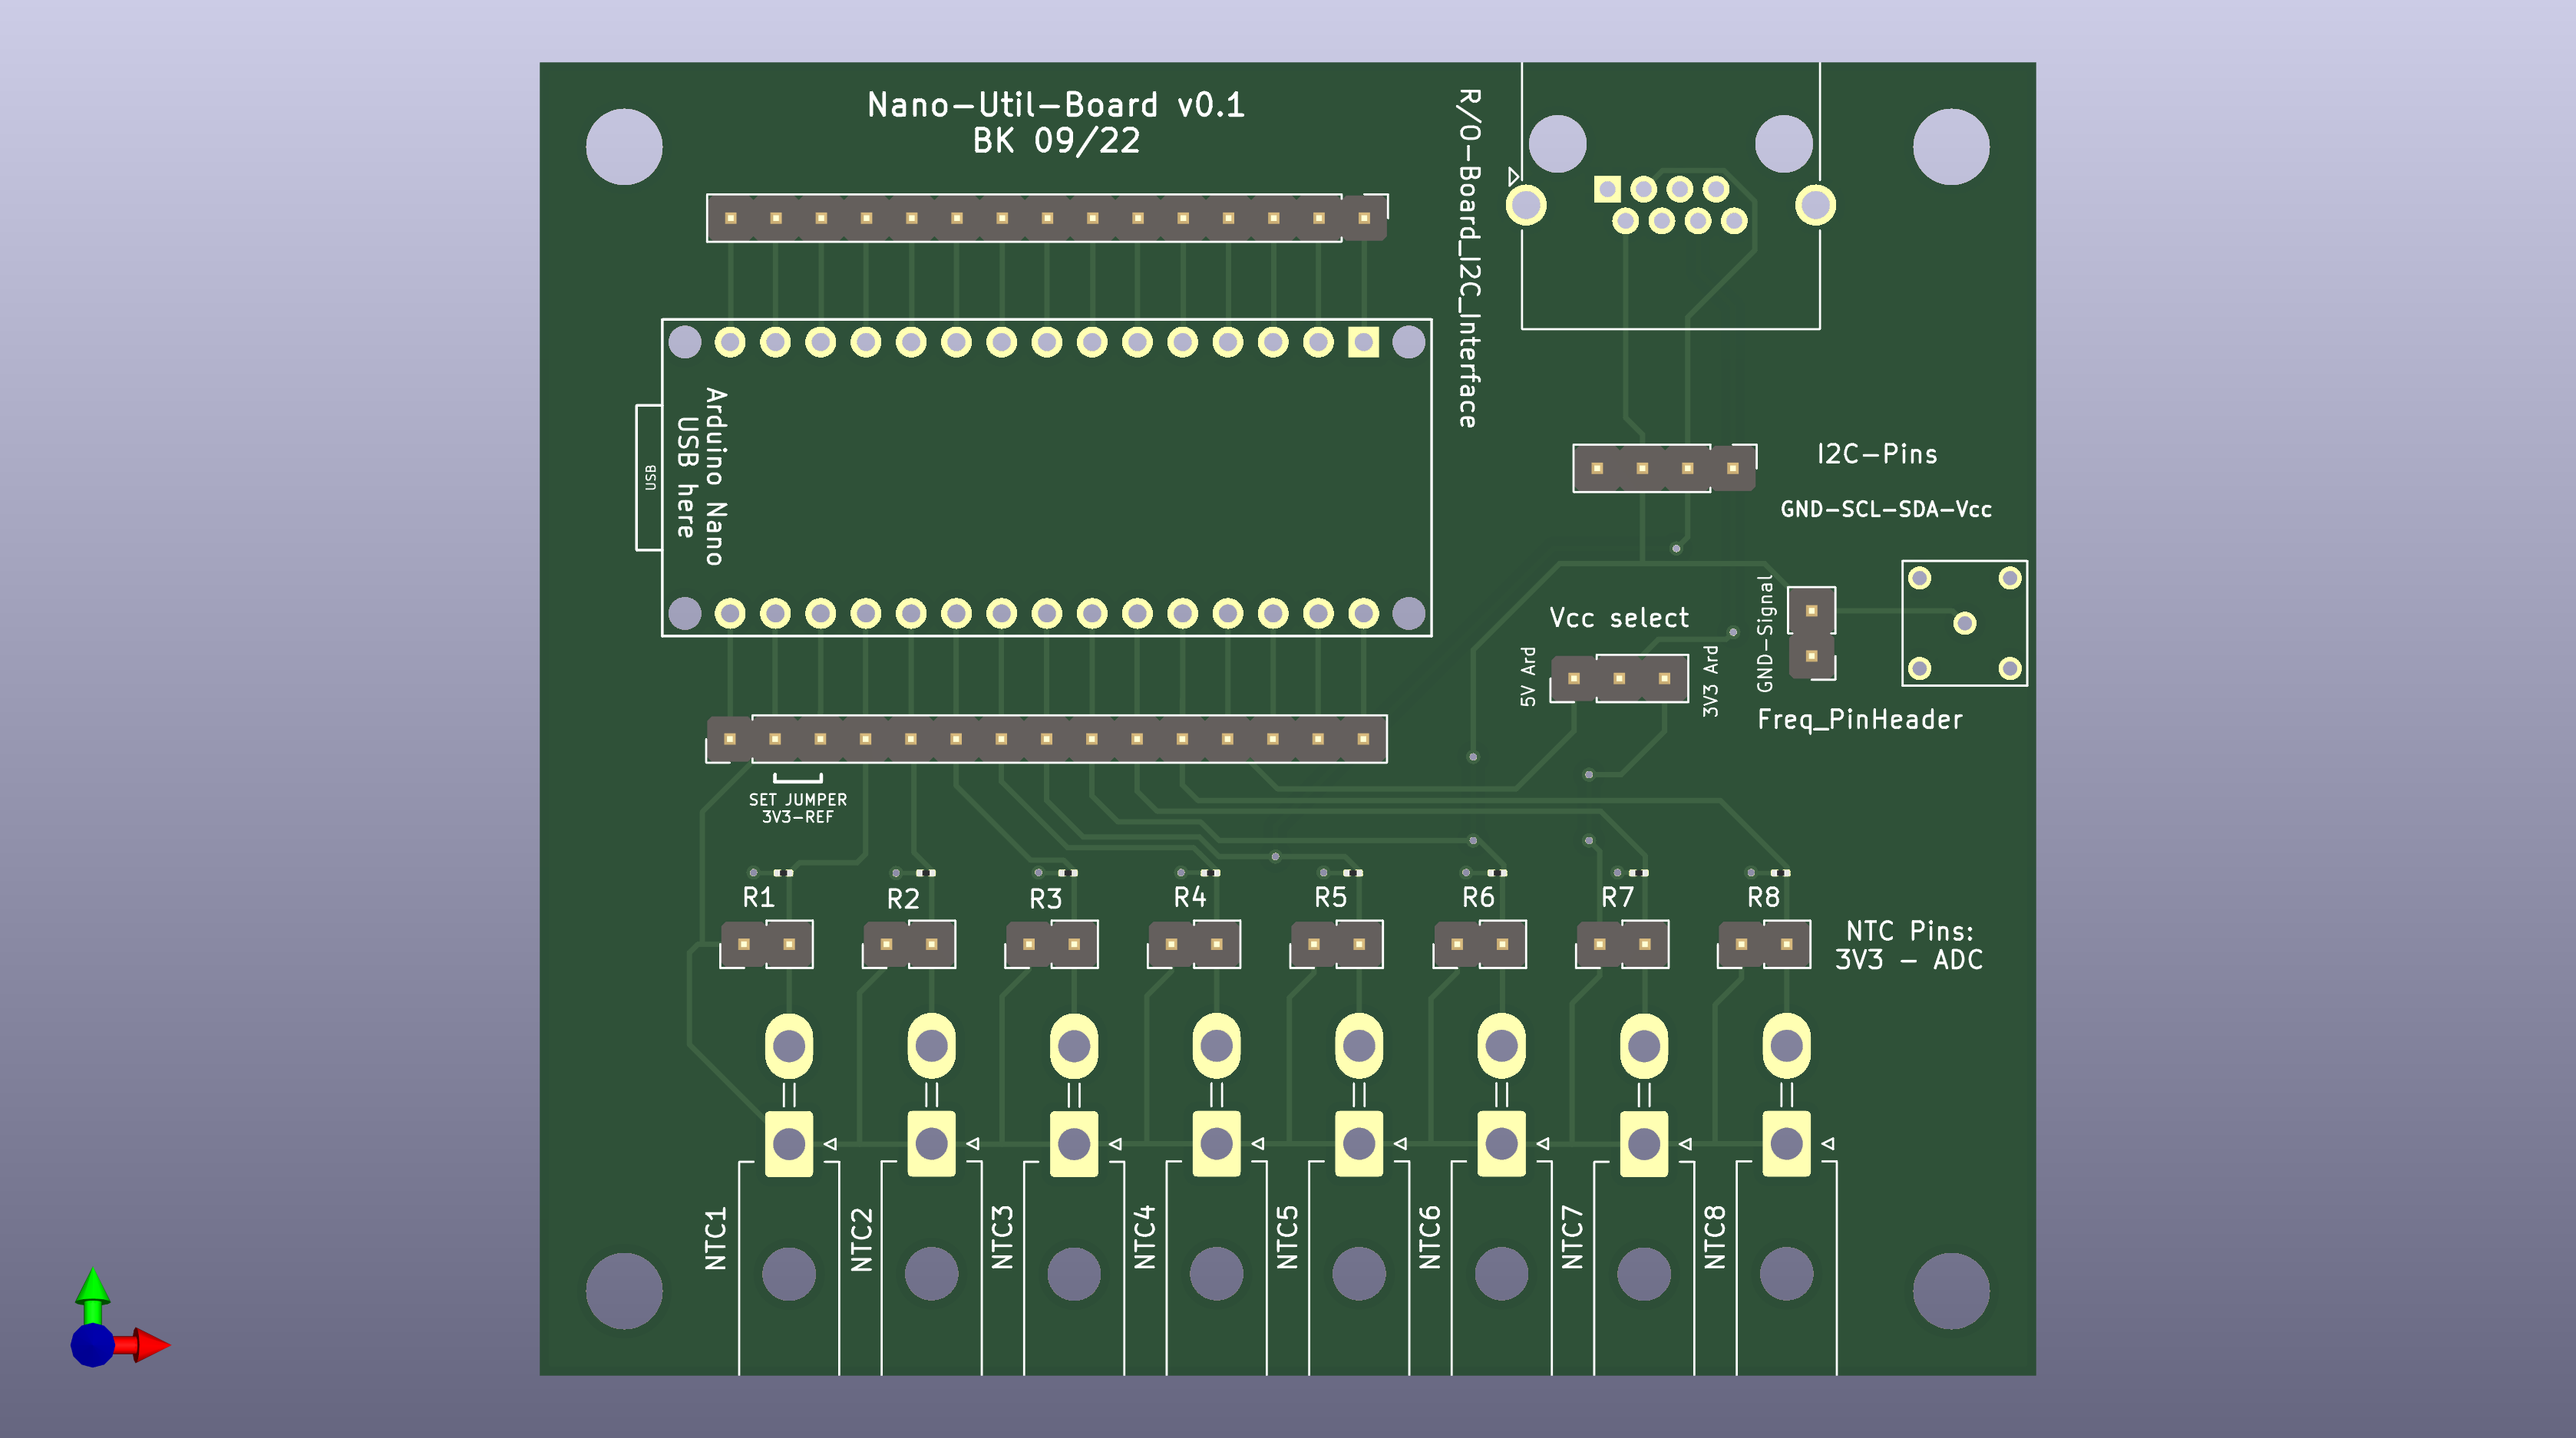 Nano-Util-Board v0.1
BK 09/22
R/O-Board_I2C_Interface
Arduino Nano
USB here
USB
I2C-Pins
GND-SCL-SDA-Vcc
Vcc select
5V Ard
3V3 Ard
GND-Signal
Freq_PinHeader
SET JUMPER
3V3-REF
R1
R2
R3
R4
R5
R6
R7
R8
NTC Pins:
3V3 - ADC
NTC1
NTC2
NTC3
NTC4
NTC5
NTC6
NTC7
NTC8